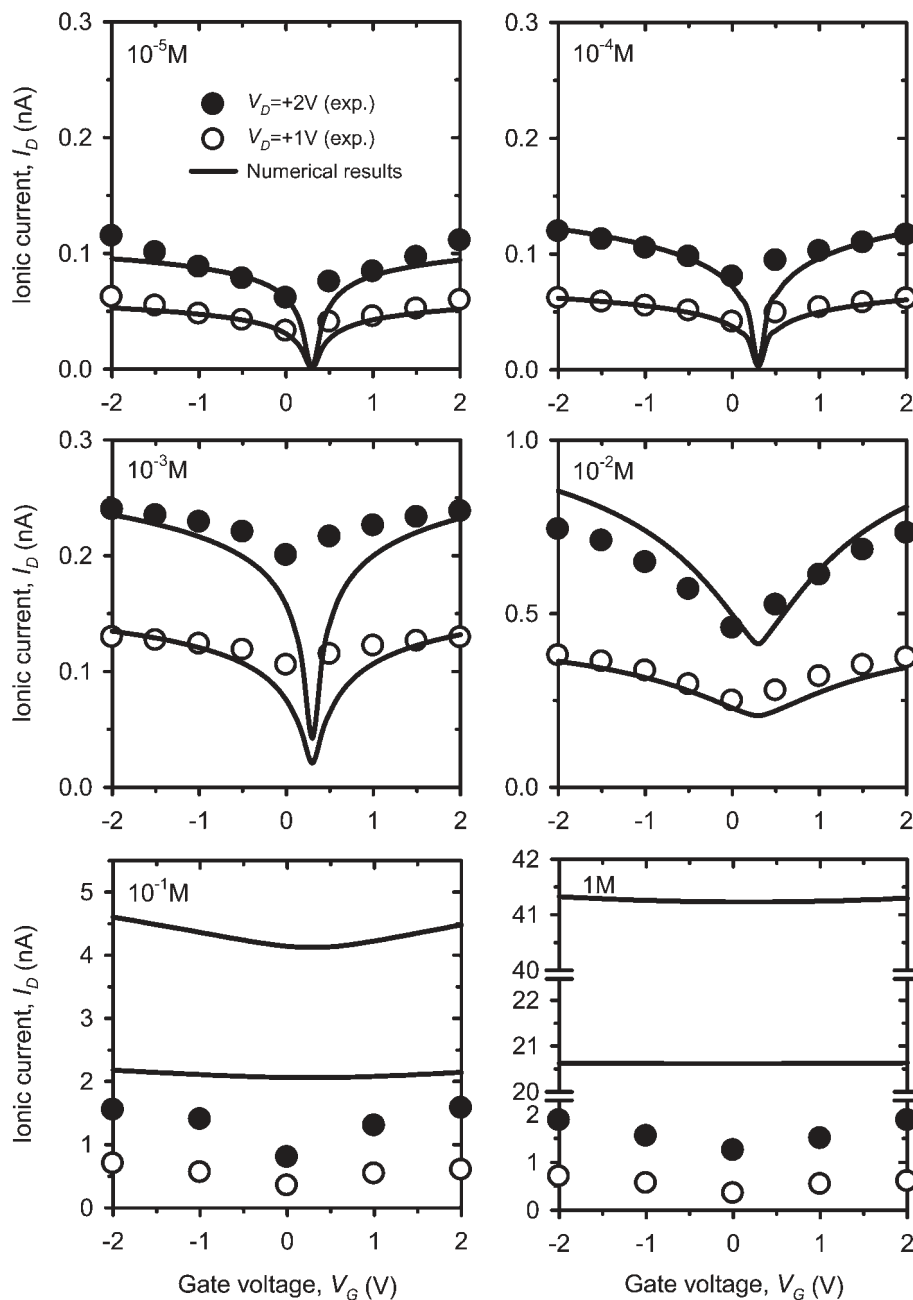 10⁻⁵M
V_D=+2V (exp.)
V_D=+1V (exp.)
Numerical results
Ionic current, I_D (nA)
0.3
0.2
0.1
0.0
-2 -1 0 1 2
10⁻⁴M
0.3
0.2
0.1
0.0
-2 -1 0 1 2
10⁻³M
Ionic current, I_D (nA)
0.3
0.2
0.1
0.0
-2 -1 0 1 2
10⁻²M
1.0
0.5
0.0
-2 -1 0 1 2
10⁻¹M
Ionic current, I_D (nA)
5
4
3
2
1
0
-2 -1 0 1 2
Gate voltage, V_G (V)
1M
42
41
40
22
21
20
2
1
0
-2 -1 0 1 2
Gate voltage, V_G (V)